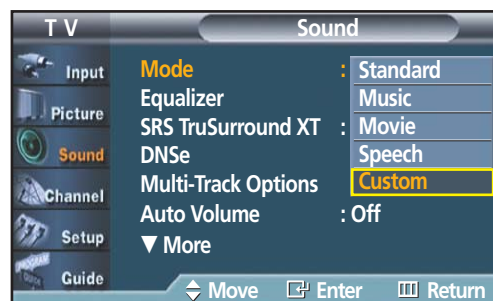 T V
Sound
Input
Picture
Sound
Channel
Setup
Guide
Mode :
Equalizer
SRS TruSurround XT :
DNSe
Multi-Track Options
Auto Volume : Off
▼ More
Standard
Music
Movie
Speech
Custom
Move Enter Return